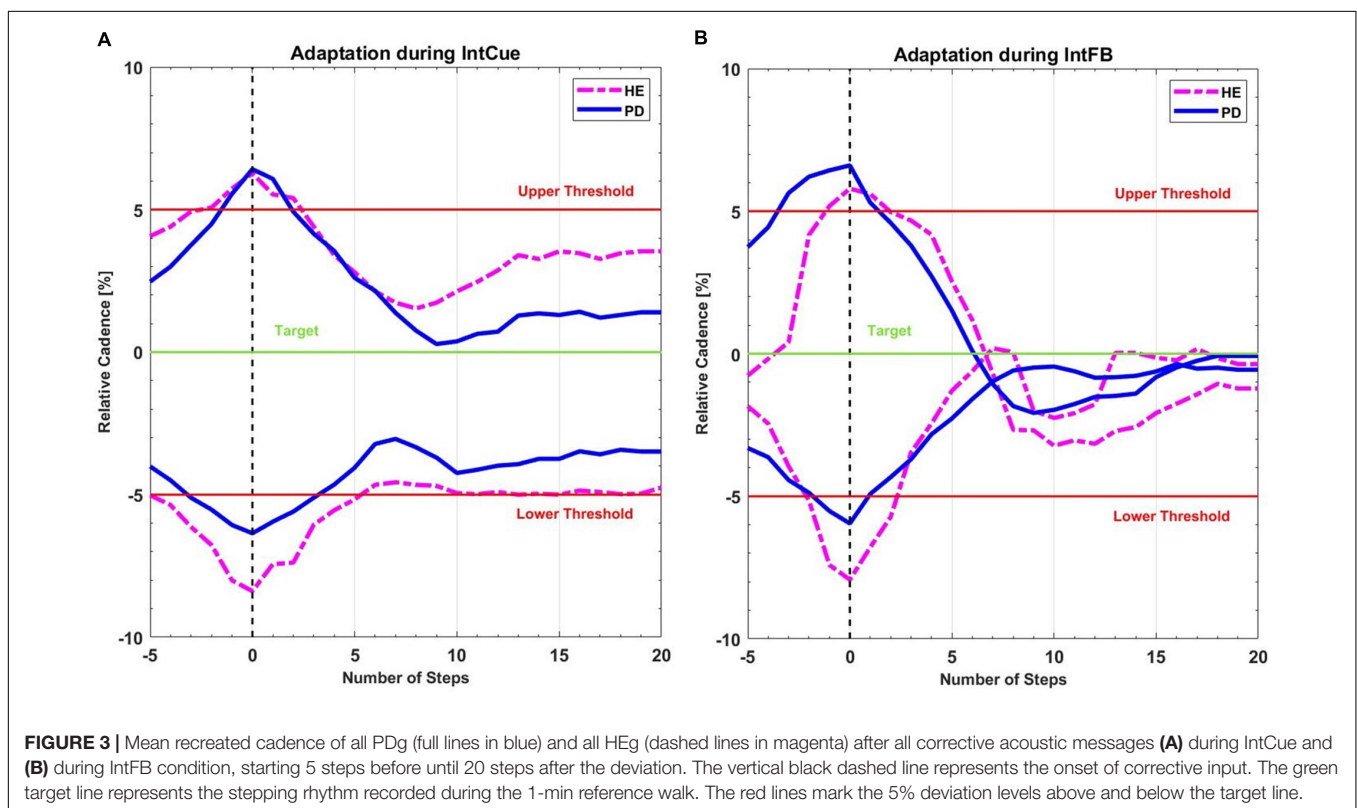 A
Adaptation during IntCue
10
5
0
-5
-10
-5
0
5
10
15
20
Relative Cadence [%]
Number of Steps
HE
PD
Upper Threshold
Target
Lower Threshold
B
Adaptation during IntFB
10
5
0
-5
-10
-5
0
5
10
15
20
Relative Cadence [%]
Number of Steps
HE
PD
Upper Threshold
Target
Lower Threshold
FIGURE 3 | Mean recreated cadence of all PDg (full lines in blue) and all HEg (dashed lines in magenta) after all corrective acoustic messages (A) during IntCue and
(B) during IntFB condition, starting 5 steps before until 20 steps after the deviation. The vertical black dashed line represents the onset of corrective input. The green
target line represents the stepping rhythm recorded during the 1-min reference walk. The red lines mark the 5% deviation levels above and below the target line.